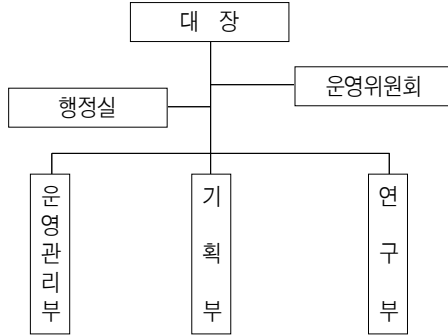 대 장
운영위원회
행정실
운영관리부
기 획 부
연 구 부